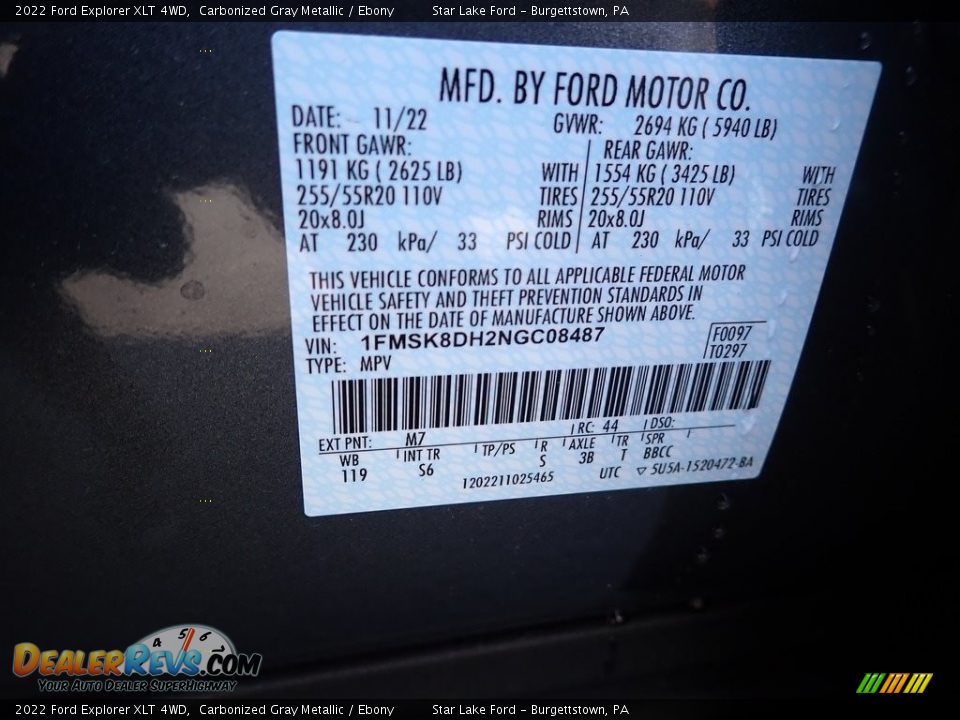 2022 Ford Explorer XLT 4WD, Carbonized Gray Metallic / Ebony Star Lake Ford - Burgettstown, PA
MFD. BY FORD MOTOR CO.
DATE: 11/22 GVWR: 2694 KG ( 5940 LB)
FRONT GAWR: REAR GAWR:
1191 KG ( 2625 LB) WITH 1554 KG ( 3425 LB) WITH
255/55R20 110V TIRES 255/55R20 110V TIRES
20x8.0J RIMS 20x8.0J RIMS
AT 230 kPa/ 33 PSI COLD AT 230 kPa/ 33 PSI COLD
THIS VEHICLE CONFORMS TO ALL APPLICABLE FEDERAL MOTOR
VEHICLE SAFETY AND THEFT PREVENTION STANDARDS IN
EFFECT ON THE DATE OF MANUFACTURE SHOWN ABOVE.
VIN: 1FMSK8DH2NGC08487 F0097
TYPE: MPV T0297
EXT PNT: M7 RC: 44 DSO:
WB INT TR TP/PS R AXLE TR SPR
119 S6 S 3B T BBCC
1202211025465 UTC ▽ 5U5A-1520472-BA
4 5 6
DEALERREVS.COM
YOUR AUTO DEALER SUPERHIGHWAY
2022 Ford Explorer XLT 4WD, Carbonized Gray Metallic / Ebony Star Lake Ford - Burgettstown, PA